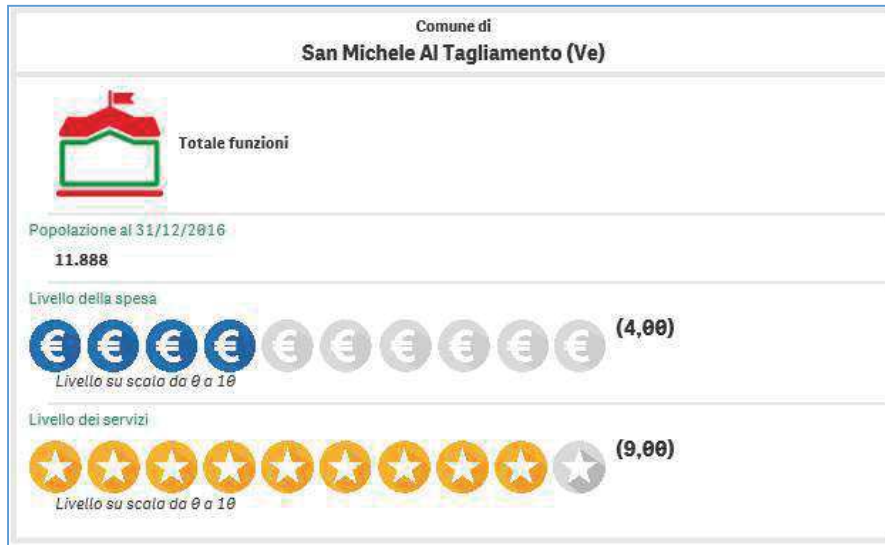 Comune di
San Michele Al Tagliamento (Ve)
Totale funzioni
Popolazione al 31/12/2016
11.888
Livello della spesa
€ € € € € € € € € € (4,00)
Livello su scala da 0 a 10
Livello dei servizi
(9,00)
Livello su scala da 0 a 10